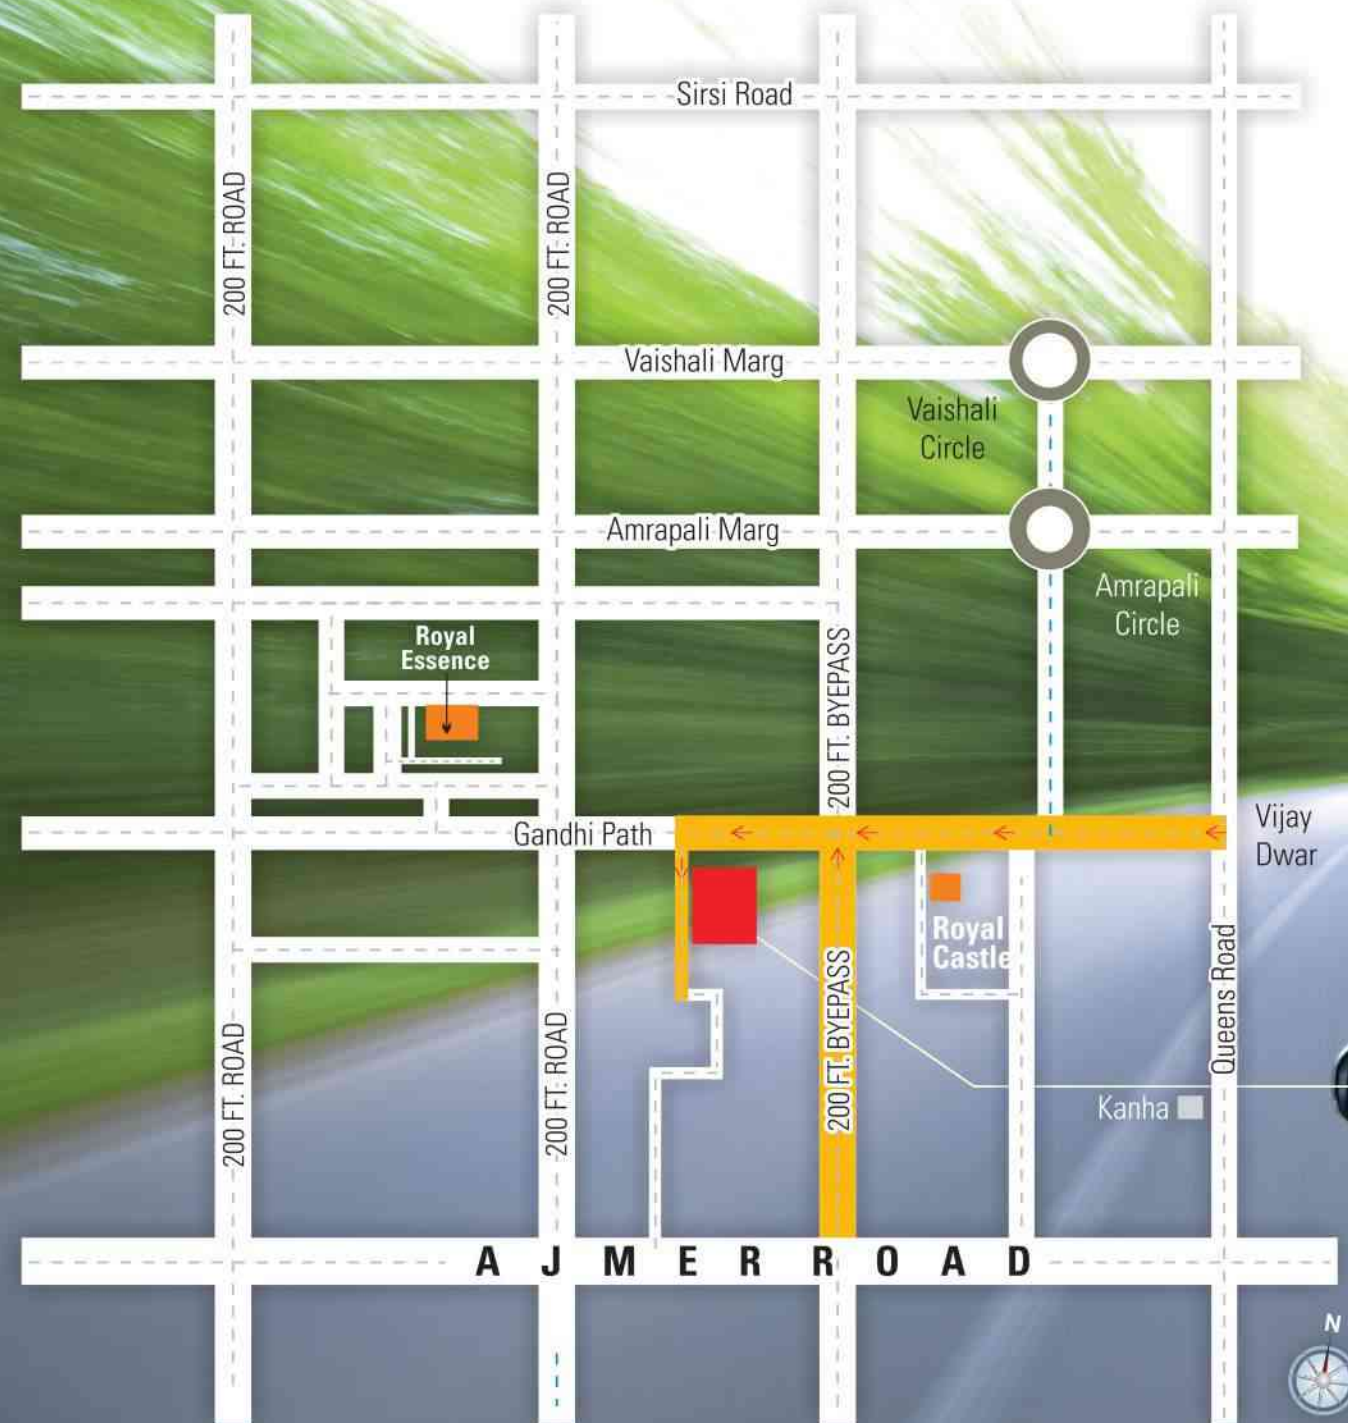 Sirsi Road
200 FT. ROAD
200 FT. ROAD
Vaishali Marg
Vaishali
Circle
Amrapali Marg
Amrapali
Circle
Royal
Essence
200 FT. BYEPASS
Gandhi Path
Vijay
Dwar
Royal
Castle
200 FT. BYEPASS
Queens Road
200 FT. ROAD
200 FT. ROAD
Kanha
AJMER ROAD
N